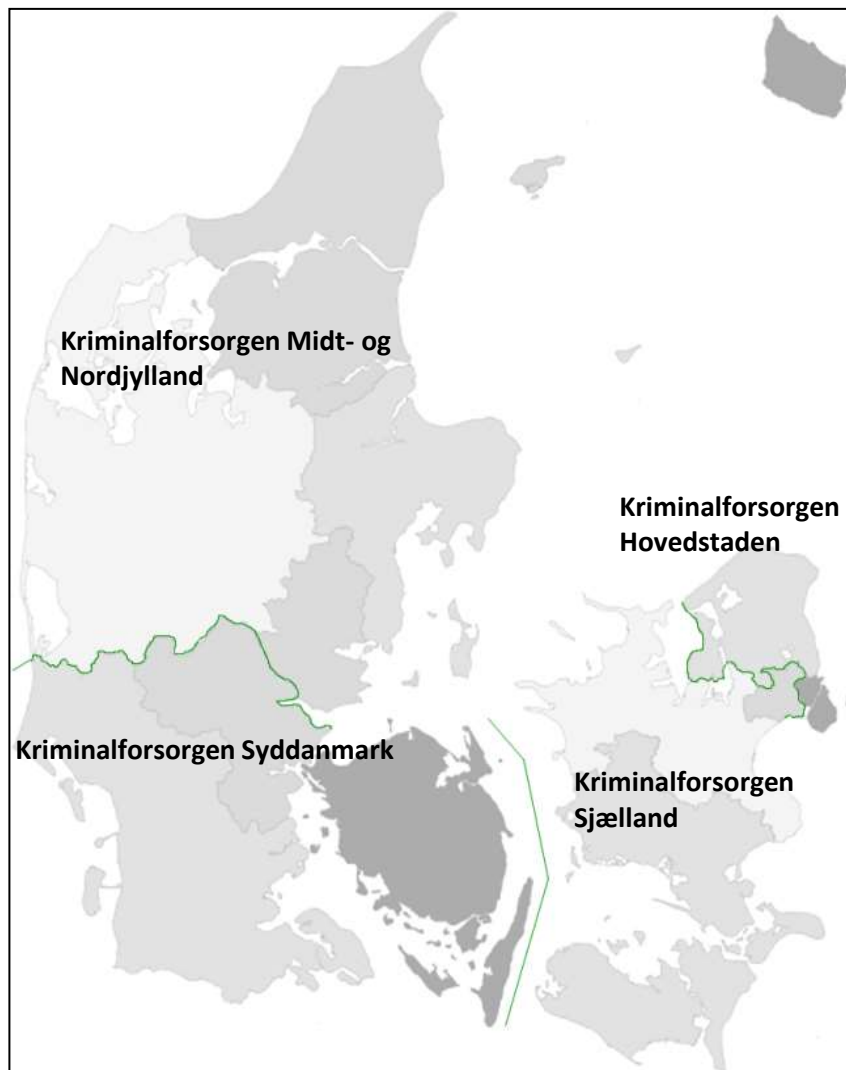 Kriminalforsorgen Midt- og
Nordjylland
Kriminalforsorgen
Hovedstaden
Kriminalforsorgen Syddanmark
Kriminalforsorgen
Sjælland